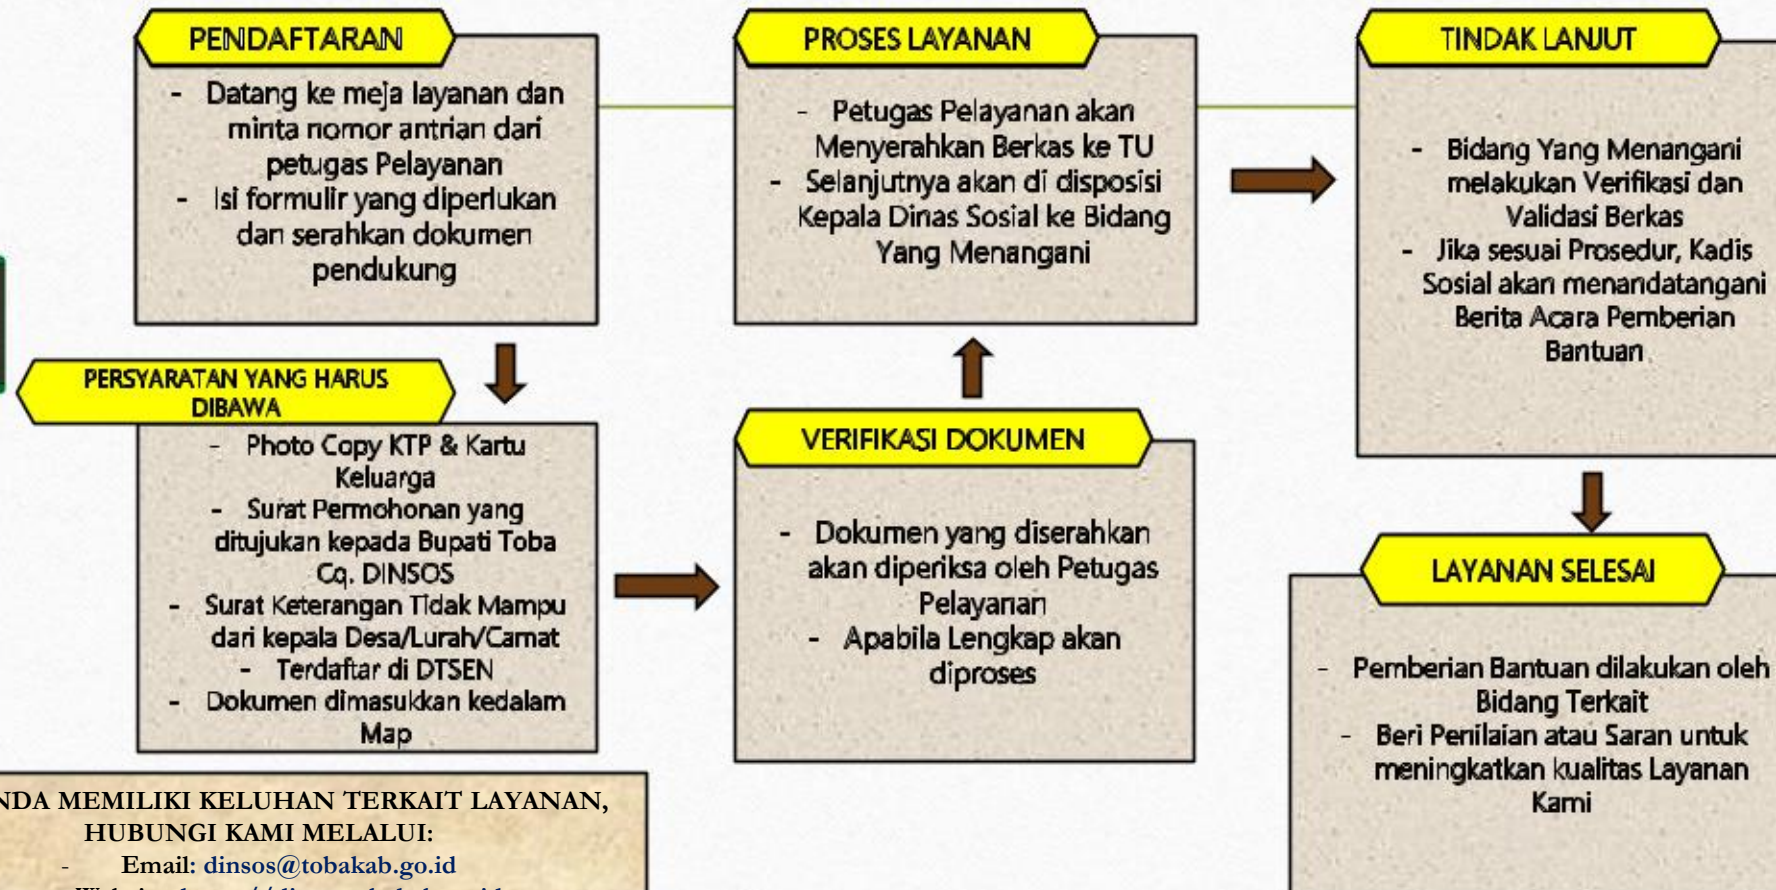 PENDAFTARAN
- Datang ke meja layanan dan
minta nomor antrian dari
petugas Pelayanan
- Isi formulir yang diperlukan
dan serahkan dokumen
pendukung
PERSYARATAN YANG HARUS
DIBAWA
- Photo Copy KTP & Kartu
Keluarga
- Surat Permohonan yang
ditujukan kepada Bupati Toba
Cq. DINSOS
- Surat Keterangan Tidak Mampu
dari kepala Desa/Lurah/Camat
- Terdaftar di DTSEN
- Dokumen dimasukkan kedalam
Map
VERIFIKASI DOKUMEN
- Dokumen yang diserahkan
akan diperiksa oleh Petugas
Pelayanan
- Apabila Lengkap akan
diproses
PROSES LAYANAN
- Petugas Pelayanan akan
Menyerahkan Berkas ke TU
- Selanjutnya akan di disposisi
Kepala Dinas Sosial ke Bidang
Yang Menangani
TINDAK LANJUT
- Bidang Yang Menangani
melakukan Verifikasi dan
Validasi Berkas
- Jika sesuai Prosedur, Kadis
Sosial akan menandatangani
Berita Acara Pemberian
Bantuan
LAYANAN SELESAI
- Pemberian Bantuan dilakukan oleh
Bidang Terkait
- Beri Penilaian atau Saran untuk
meningkatkan kualitas Layanan
Kami
NDA MEMILIKI KELUHAN TERKAIT LAYANAN,
HUBUNGI KAMI MELALUI:
- Email: dinsos@tobakab.go.id